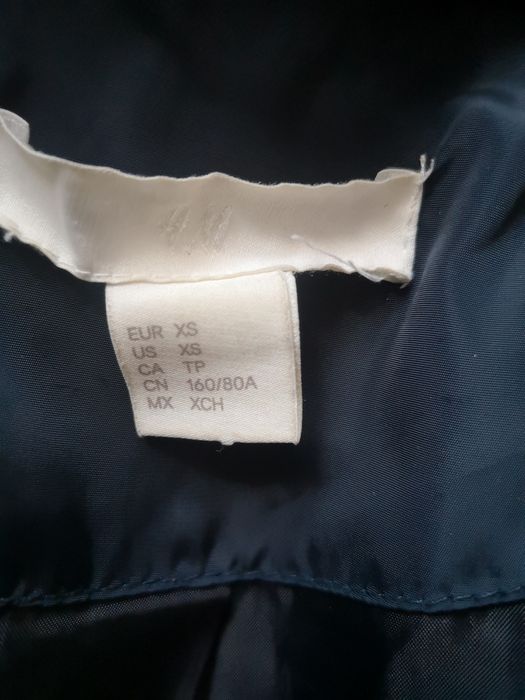 H&M
EUR XS
US XS
CA TP
CN 160/80A
MX XCH